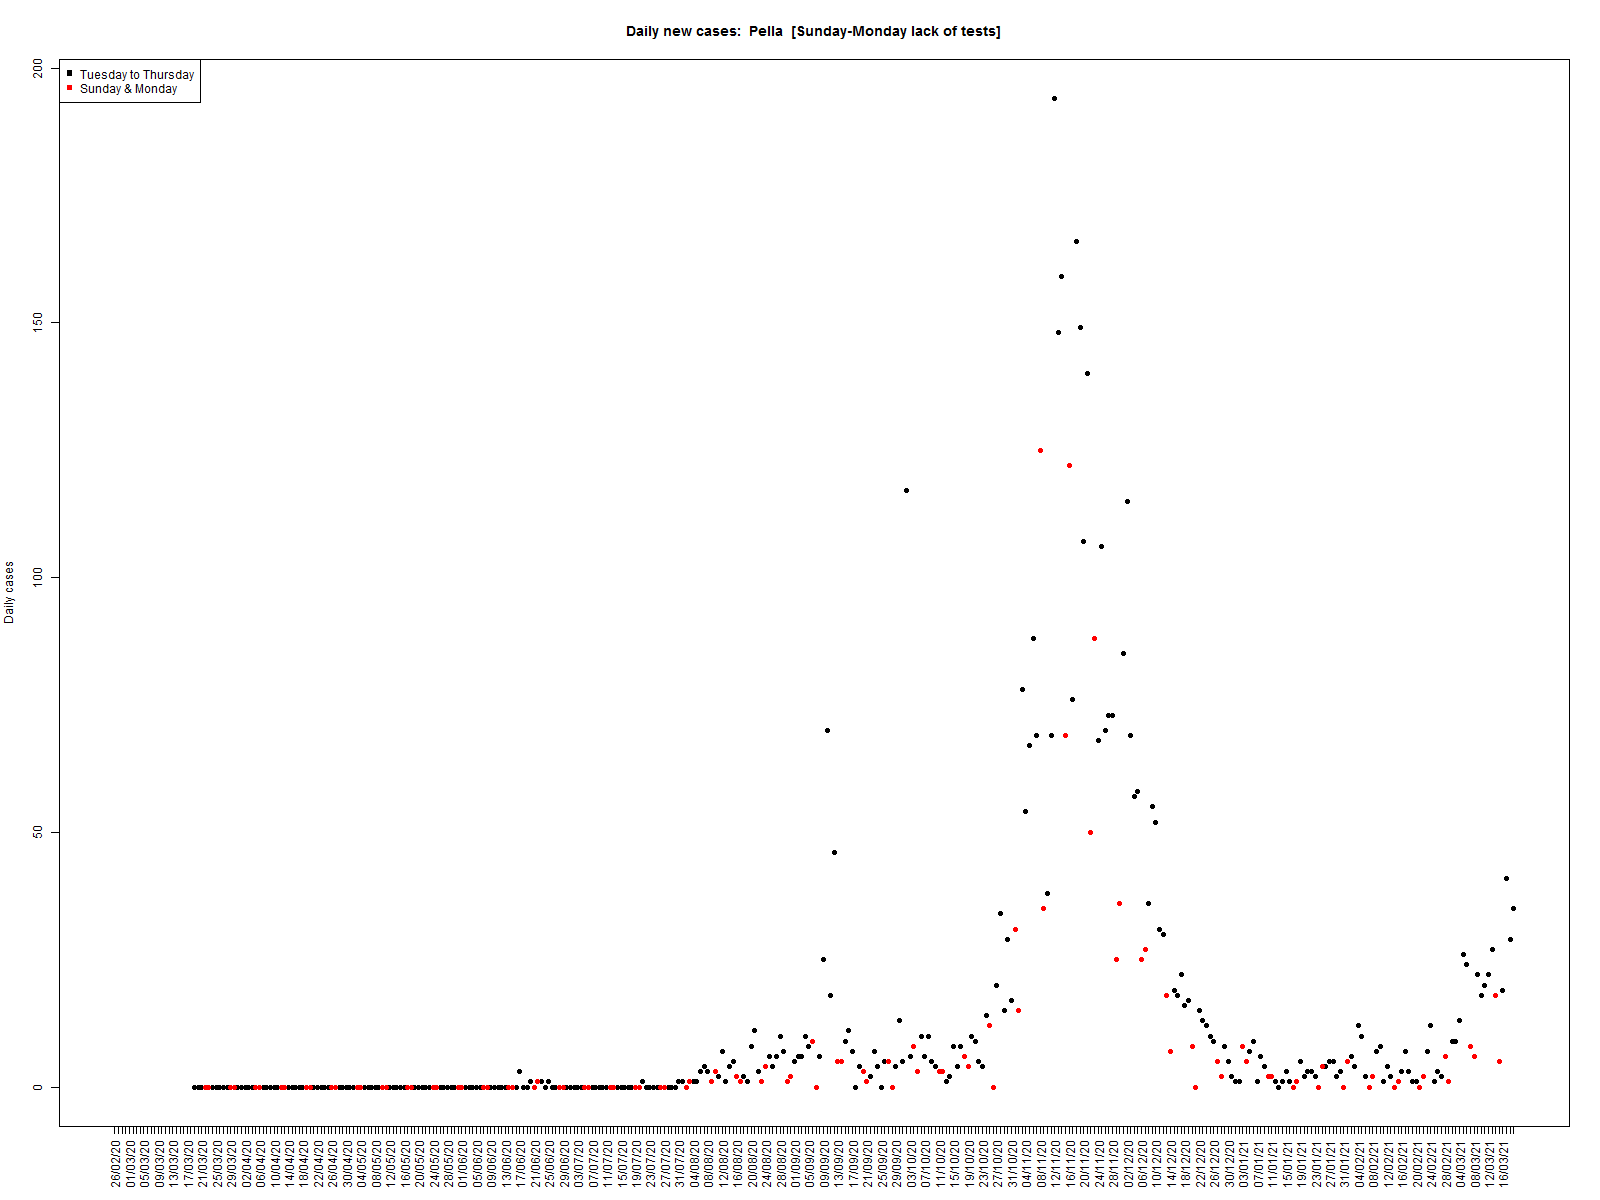 Daily new cases:  Pella  [Sunday-Monday lack of tests]
Tuesday to Thursday
Sunday & Monday
Daily cases
200
150
100
50
0
26/02/20 01/03/20 05/03/20 09/03/20 13/03/20 17/03/20 21/03/20 25/03/20 29/03/20 02/04/20 06/04/20 10/04/20 14/04/20 18/04/20 22/04/20 26/04/20 30/04/20 04/05/20 08/05/20 12/05/20 16/05/20 20/05/20 24/05/20 28/05/20 01/06/20 05/06/20 09/06/20 13/06/20 17/06/20 21/06/20 25/06/20 29/06/20 03/07/20 07/07/20 11/07/20 15/07/20 19/07/20 23/07/20 27/07/20 31/07/20 04/08/20 08/08/20 12/08/20 16/08/20 20/08/20 24/08/20 28/08/20 01/09/20 05/09/20 09/09/20 13/09/20 17/09/20 21/09/20 25/09/20 29/09/20 03/10/20 07/10/20 11/10/20 15/10/20 19/10/20 23/10/20 27/10/20 31/10/20 04/11/20 08/11/20 12/11/20 16/11/20 20/11/20 24/11/20 28/11/20 02/12/20 06/12/20 10/12/20 14/12/20 18/12/20 22/12/20 26/12/20 30/12/20 03/01/21 07/01/21 11/01/21 15/01/21 19/01/21 23/01/21 27/01/21 31/01/21 04/02/21 08/02/21 12/02/21 16/02/21 20/02/21 24/02/21 28/02/21 04/03/21 08/03/21 12/03/21 16/03/21